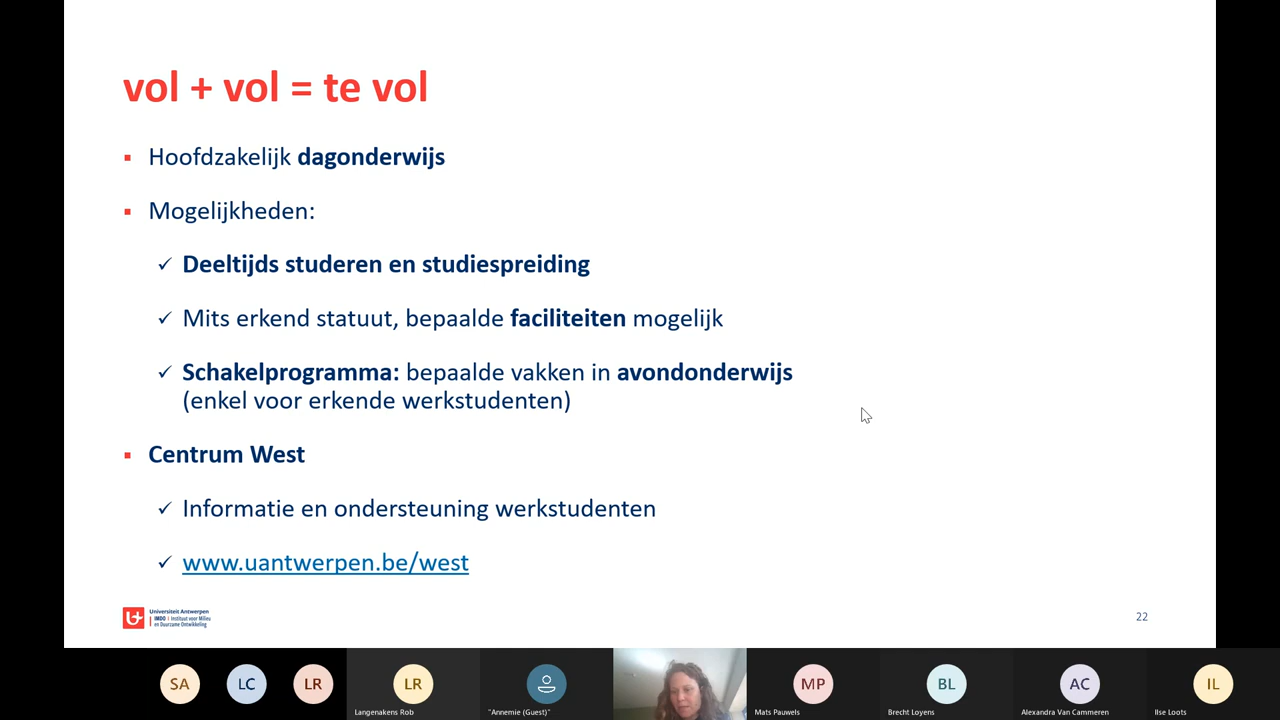 vol + vol = te vol
Hoofdzakelijk dagonderwijs
Mogelijkheden:
Deeltijds studeren en studiespreiding
Mits erkend statuut, bepaalde faciliteiten mogelijk
Schakelprogramma: bepaalde vakken in avondonderwijs
(enkel voor erkende werkstudenten)
Centrum West
Informatie en ondersteuning werkstudenten
www.uantwerpen.be/west
Universiteit Antwerpen
IMDO | Instituut voor Milieu
en Duurzame Ontwikkeling
22
SA
LC
LR
LR
MP
BL
AC
IL
Langenakens Rob
"Annemie (Guest)"
Mats Pauwels
Brecht Loyens
Alexandra Van Cammeren
Ilse Loots